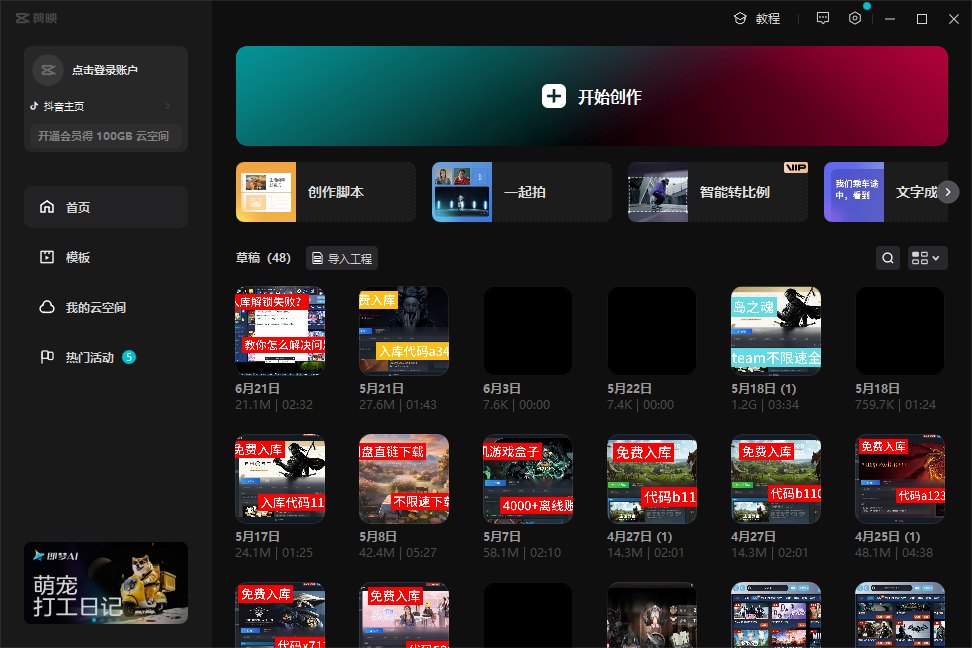 剪映
教程
点击登录账户
抖音主页
开通会员得 100GB 云空间
首页
模板
我的云空间
热门活动 5
即梦AI
萌宠
打工日记
开始创作
创作脚本
一起拍
VIP
智能转比例
我们乘车途
中，看到
文字成
草稿 (48)
导入工程
入库解锁失败?
教你怎么解决问
费入库
入库代码a34
岛之魂
team不限速全
6月21日
21.1M | 02:32
5月21日
27.6M | 01:43
6月3日
7.6K | 00:00
5月22日
7.4K | 00:00
5月18日 (1)
1.2G | 03:34
5月18日
759.7K | 01:24
免费入库
入库代码11
盘直链下载
不限速下载
机游戏盒子
4000+离线账
免费入库
代码b11
免费入库
代码b110
免费入库
代码a123
5月17日
24.1M | 01:25
5月8日
42.4M | 05:27
5月7日
58.1M | 02:10
4月27日 (1)
14.3M | 02:01
4月27日
14.3M | 02:01
4月25日 (1)
48.1M | 04:38
免费入库
代码x71
免费入库